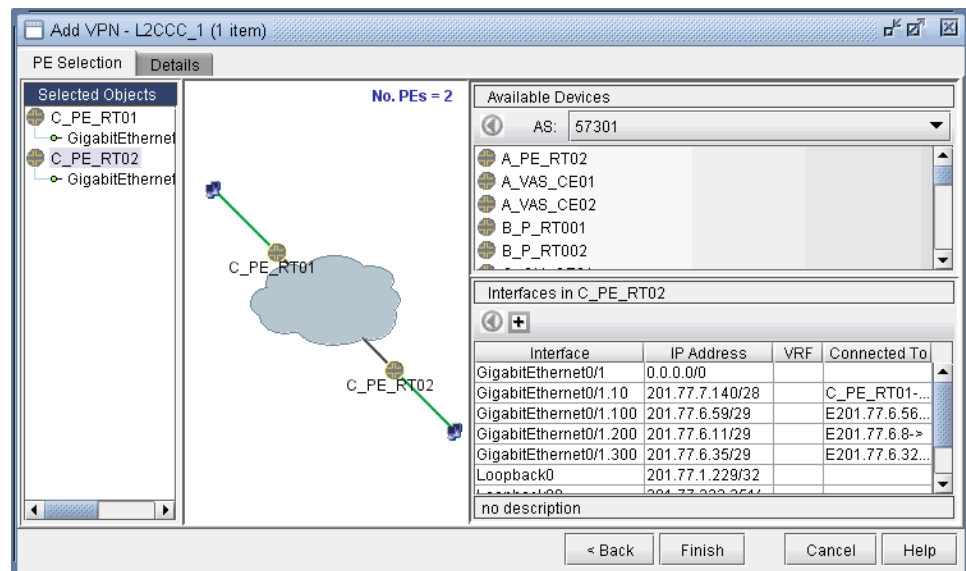 Add VPN - L2CCC_1 (1 item)
PE Selection
Details
Selected Objects
C_PE_RT01
GigabitEthernet
C_PE_RT02
GigabitEthernet
No. PEs = 2
C_PE_RT01
C_PE_RT02
Available Devices
AS: 57301
A_PE_RT02
A_VAS_CE01
A_VAS_CE02
B_P_RT001
B_P_RT002
Interfaces in C_PE_RT02
Interface IP Address VRF Connected To
GigabitEthernet0/1 0.0.0.0/0
GigabitEthernet0/1.10 201.77.7.140/28 C_PE_RT01-...
GigabitEthernet0/1.100 201.77.6.59/29 E201.77.6.56...
GigabitEthernet0/1.200 201.77.6.11/29 E201.77.6.8->
GigabitEthernet0/1.300 201.77.6.35/29 E201.77.6.32...
Loopback0 201.77.1.229/32
no description
< Back Finish Cancel Help